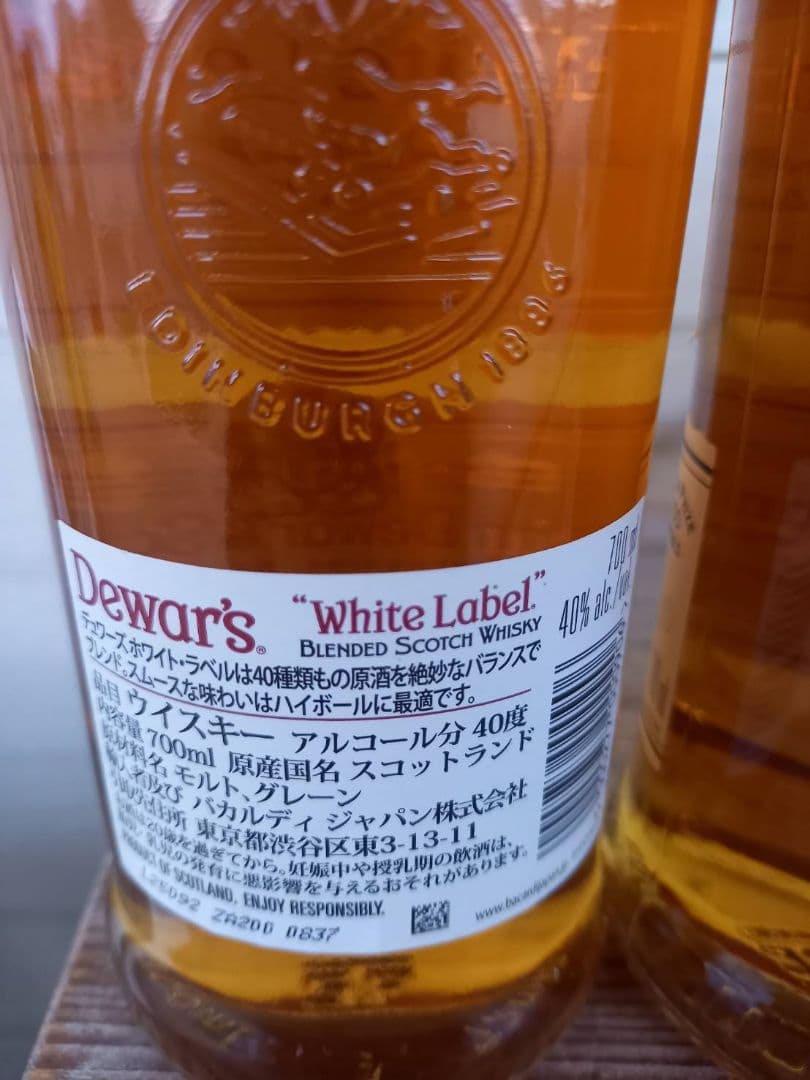 EDINBURGH 1896
Dewar's®
"White Label"
BLENDED SCOTCH WHISKY
700 ml
40% alc./vol.
デュワーズ ホワイト・ラベルは40種類もの原酒を絶妙なバランスで
ブレンド。スムースな味わいはハイボールに最適です。
品目 ウイスキー アルコール分 40度
内容量 700ml 原産国名 スコットランド
原材料名 モルト、グレーン
輸入者及び バカルディ ジャパン株式会社
東京都渋谷区東3-13-11
飲酒は20歳を過ぎてから。妊娠中や授乳期の飲酒は、
乳児の発育に悪影響を与えるおそれがあります。
PRODUCT OF SCOTLAND. ENJOY RESPONSIBLY.
ZA200 0837